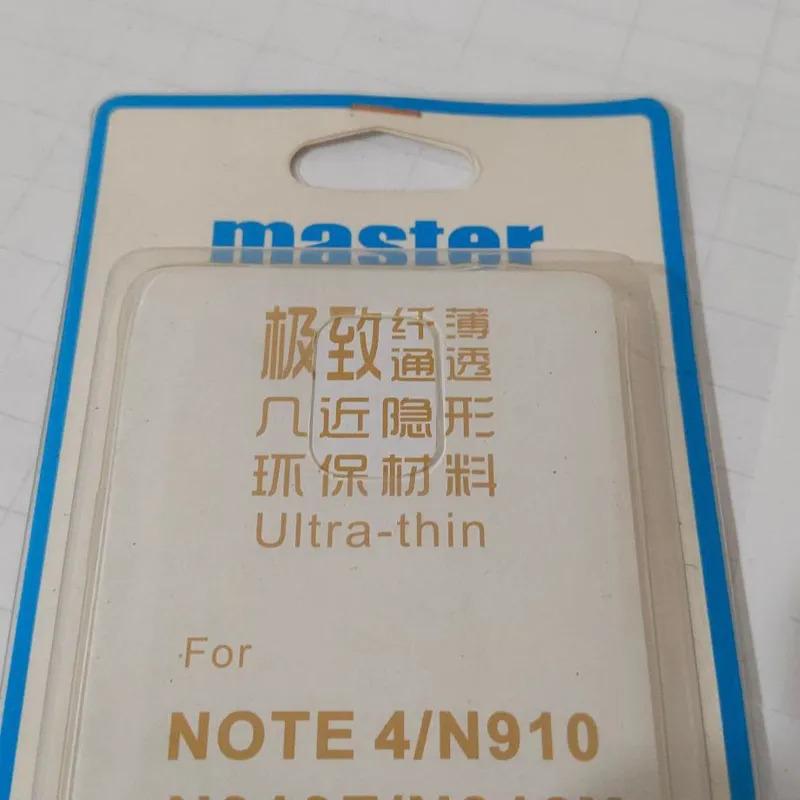 master
极致纤薄
通透
几近隐形
环保材料
Ultra-thin
For
NOTE 4/N910